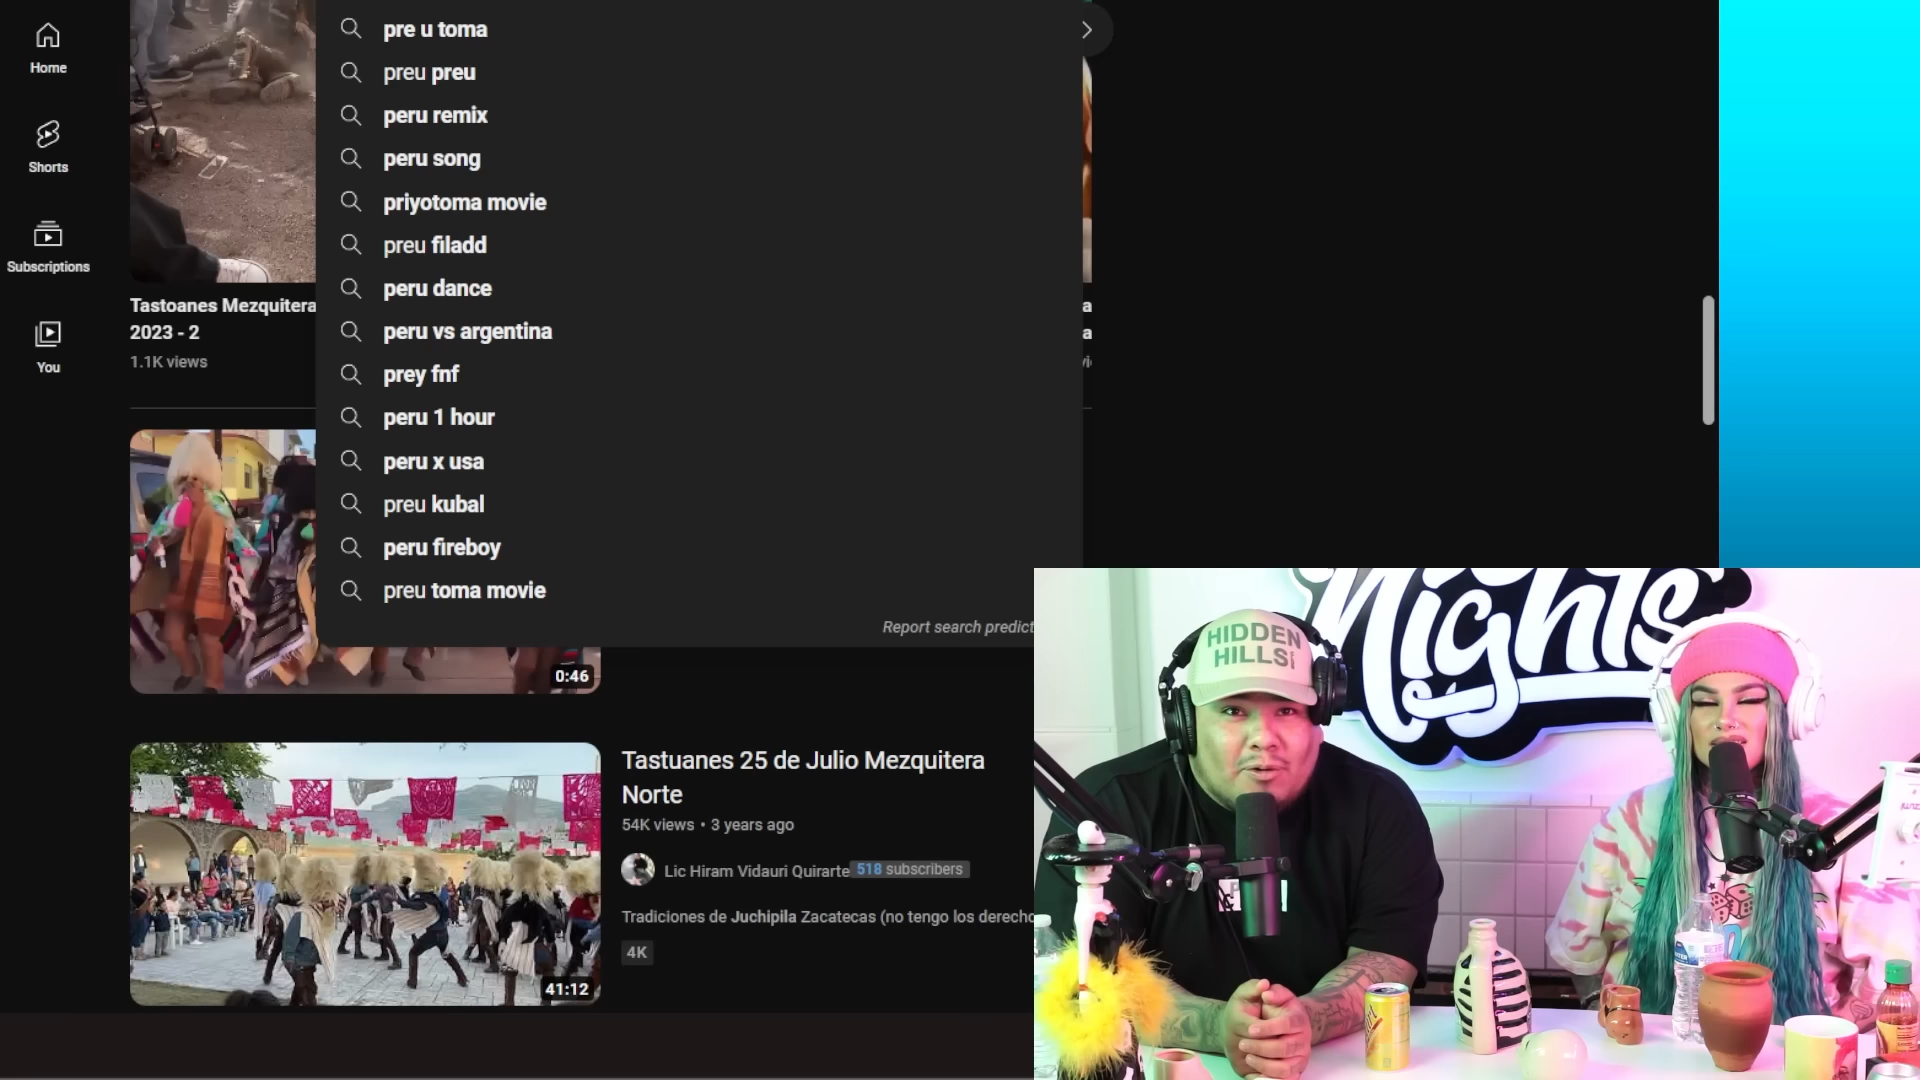 Home
Shorts
Subscriptions
You
Tastoanes Mezquitera
2023 - 2
1.1K views
pre u toma
preu preu
peru remix
peru song
priyotoma movie
preu filadd
peru dance
peru vs argentina
prey fnf
peru 1 hour
peru x usa
preu kubal
peru fireboy
preu toma movie
Report search predict
0:46
Tastuanes 25 de Julio Mezquitera
Norte
54K views • 3 years ago
Lic Hiram Vidauri Quirarte 518 subscribers
Tradiciones de Juchipila Zacatecas (no tengo los derecho
4K
41:12
Nights
HIDDEN
HILLS